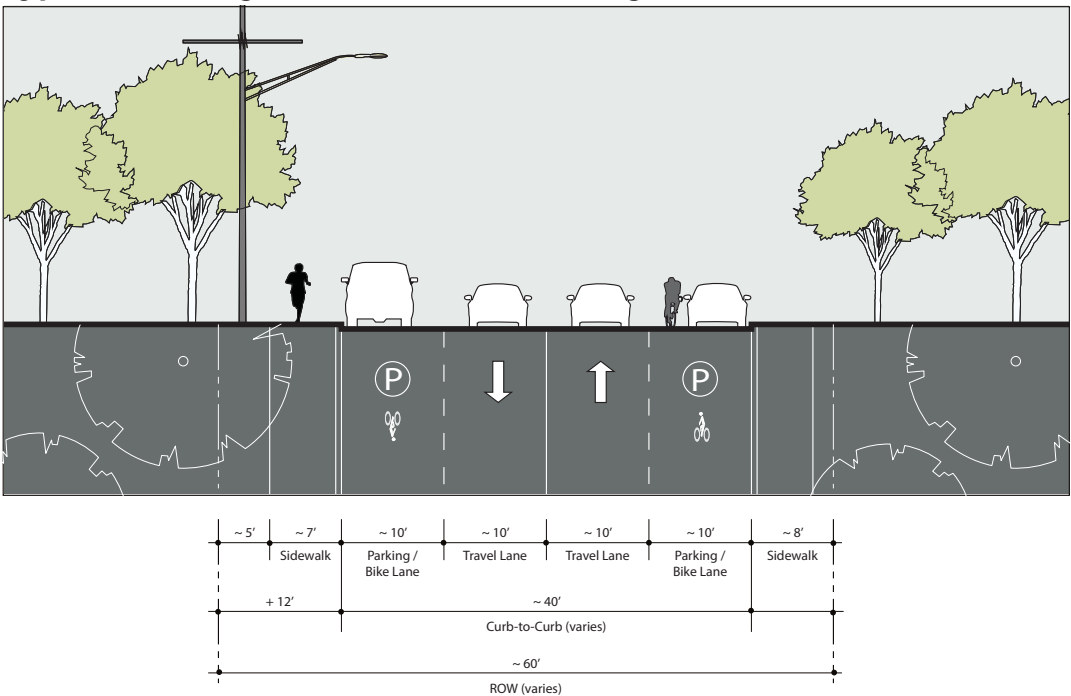 P
P
~ 5’
~ 7’
~ 10’
~ 10’
~ 10’
~ 10’
~ 8’
Sidewalk
Parking /
Bike Lane
Travel Lane
Travel Lane
Parking /
Bike Lane
Sidewalk
+ 12’
~ 40’
Curb-to-Curb (varies)
~ 60’
ROW (varies)